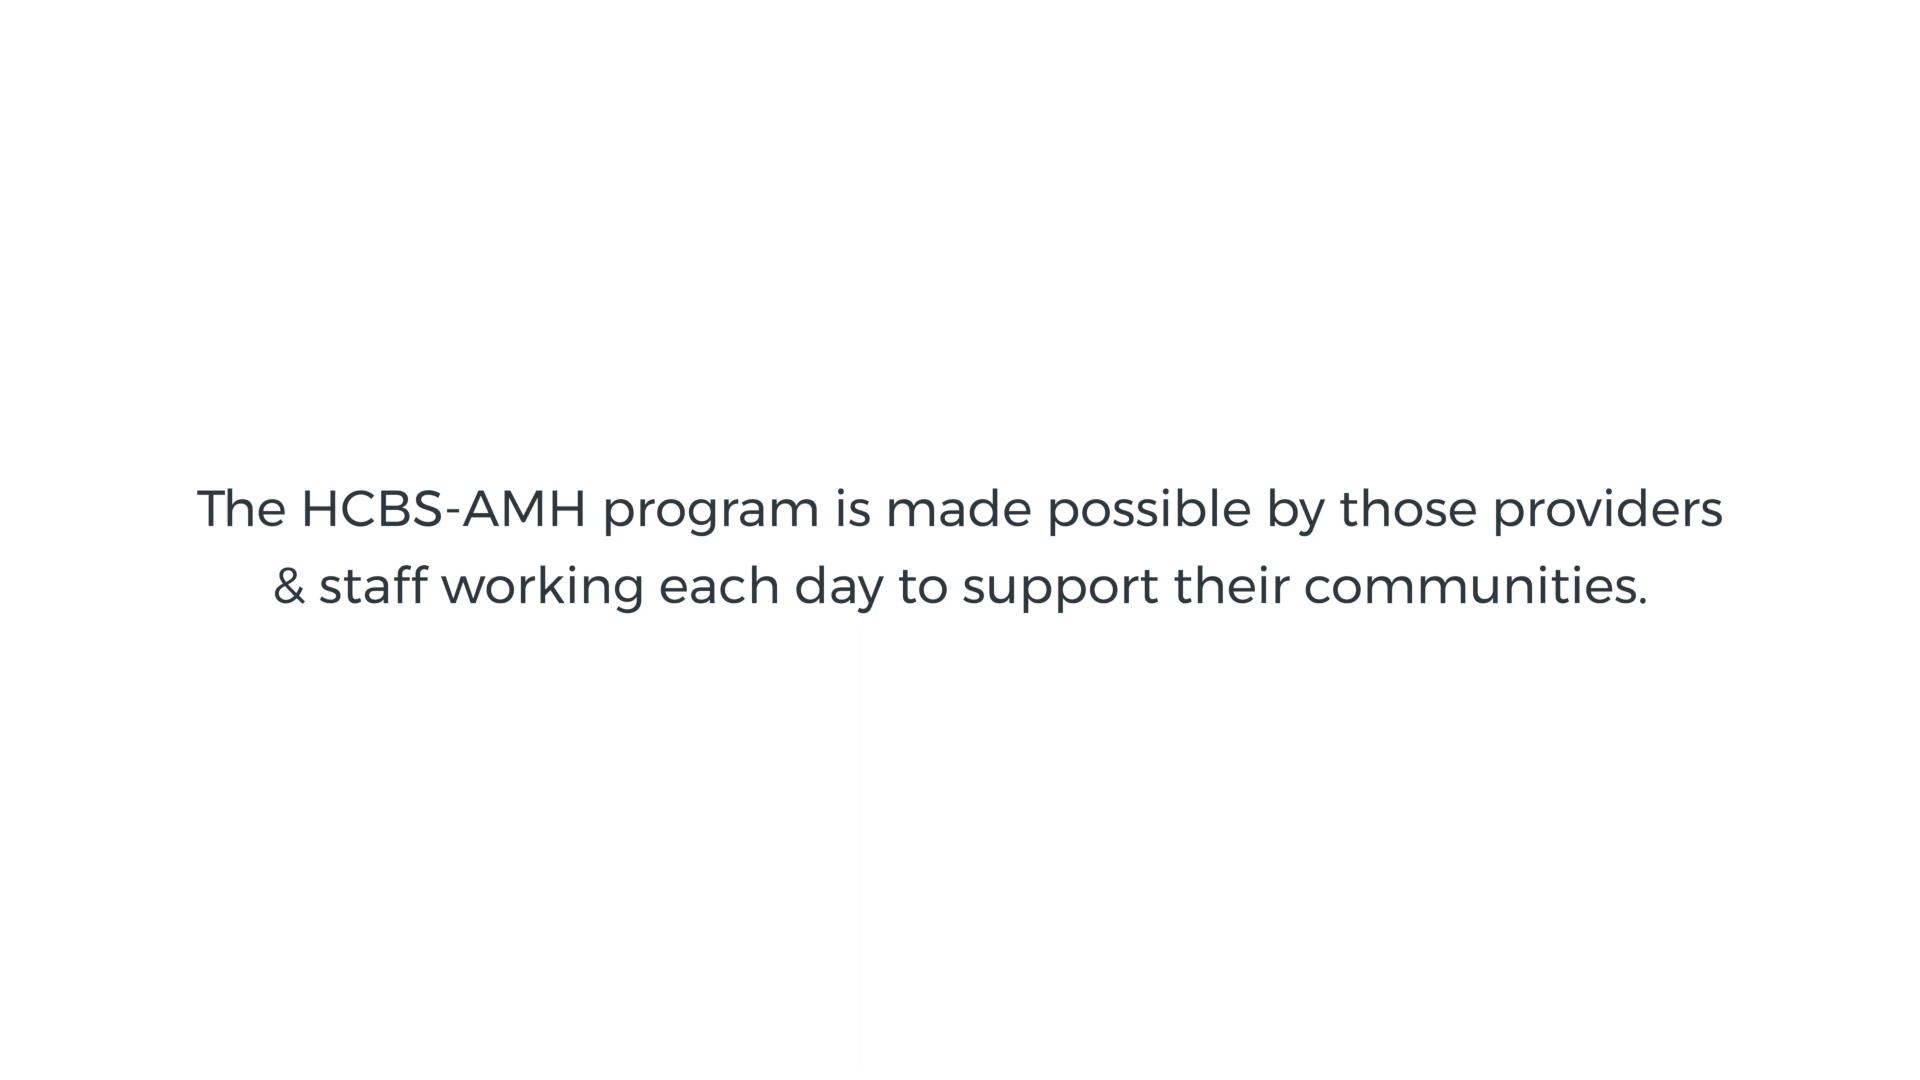 The HCBS-AMH program is made possible by those providers
& staff working each day to support their communities.